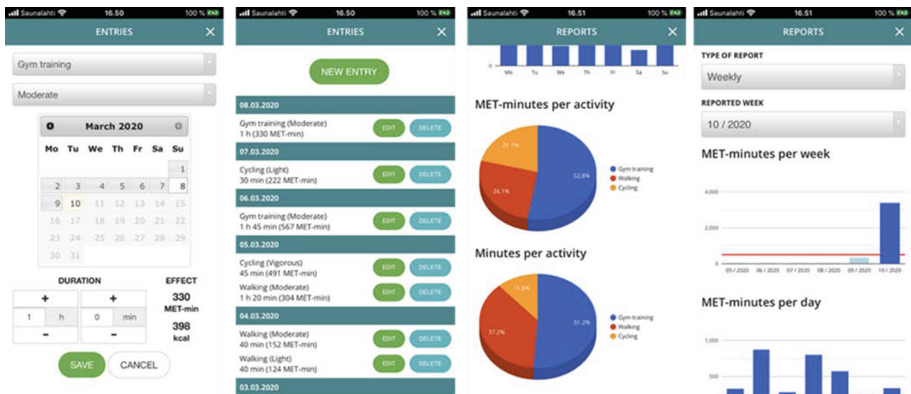 Saunalahti 16.50 100 %
ENTRIES ×
Gym training
Moderate
March 2020
Mo Tu We Th Fr Sa Su
1
2 3 4 5 6 7 8
9 10 11 12 13 14 15
16 17 18 19 20 21 22
23 24 25 26 27 28 29
30 31
DURATION EFFECT
+ + 330
MET-min
1 h 0 min
398
- - kcal
SAVE CANCEL
Saunalahti 16.50 100 %
ENTRIES ×
NEW ENTRY
08.03.2020
Gym training (Moderate)
1 h (330 MET-min) EDIT DELETE
07.03.2020
Cycling (Light)
30 min (222 MET-min) EDIT DELETE
06.03.2020
Gym training (Moderate)
1 h 45 min (567 MET-min) EDIT DELETE
05.03.2020
Cycling (Vigorous)
45 min (491 MET-min) EDIT DELETE
Walking (Moderate)
1 h 20 min (304 MET-min) EDIT DELETE
04.03.2020
Walking (Moderate)
40 min (152 MET-min) EDIT DELETE
Walking (Light)
40 min (124 MET-min) EDIT DELETE
03.03.2020
Saunalahti 16.51 100 %
REPORTS ×
0
Mo Tu We Th Fr Sa Su
MET-minutes per activity
21.1%
52.8%
26.1%
Gym training
Walking
Cycling
Minutes per activity
11.6%
51.2%
37.2%
Gym training
Walking
Cycling
Saunalahti 16.51 100 %
REPORTS ×
TYPE OF REPORT
Weekly
REPORTED WEEK
10 / 2020
MET-minutes per week
4,000
2,000
0
05 / 2020 06 / 2020 07 / 2020 08 / 2020 09 / 2020 10 / 2020
MET-minutes per day
1,000
500